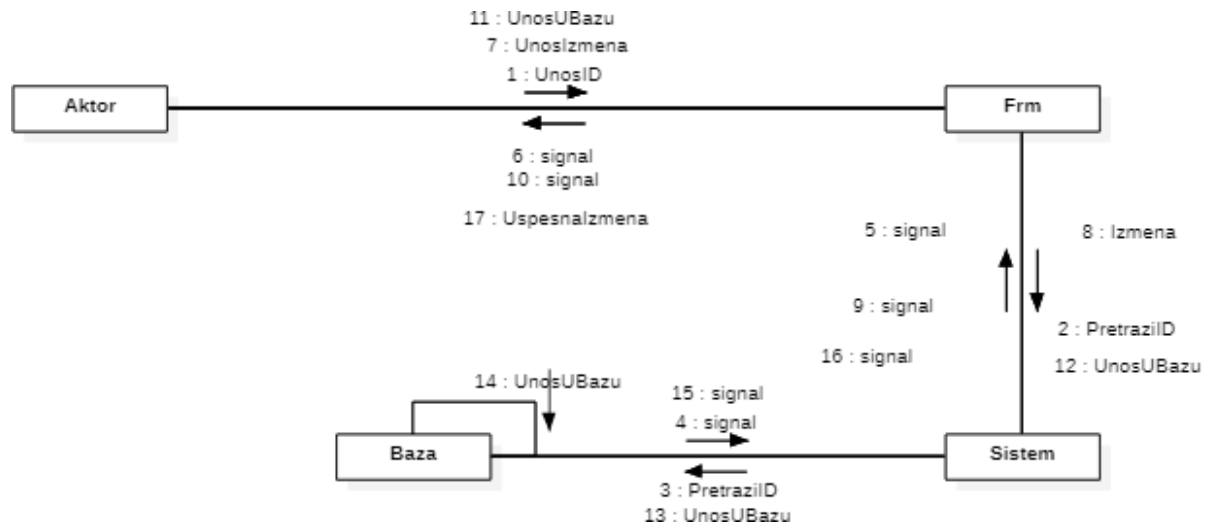 11 : UnosUBazu
7 : UnosIzmena
1 : UnosID
Aktor
Frm
6 : signal
10 : signal
17 : UspesnaIzmena
5 : signal
8 : Izmena
9 : signal
2 : PretraziID
16 : signal
12 : UnosUBazu
14 : UnosUBazu
15 : signal
4 : signal
Baza
Sistem
3 : PretraziID
13 : UnosUBazu